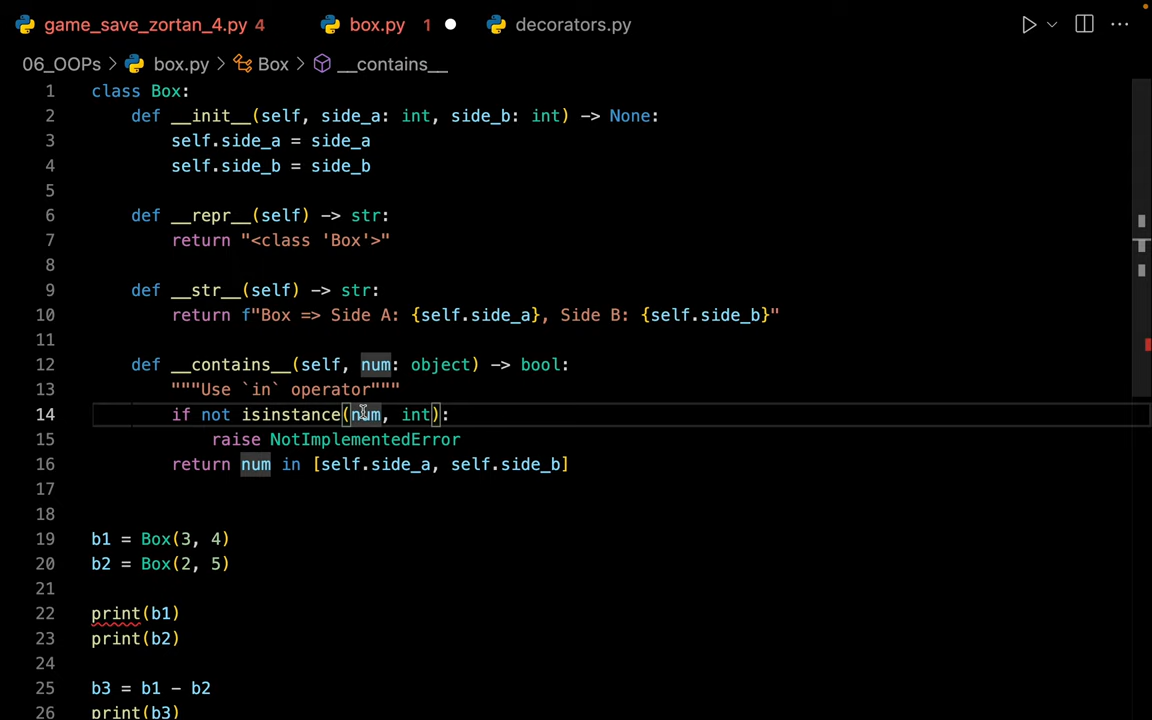 game_save_zortan_4.py 4 box.py 1 decorators.py
06_OOPs > box.py > Box > __contains__
1 class Box:
2 def __init__(self, side_a: int, side_b: int) -> None:
3 self.side_a = side_a
4 self.side_b = side_b
5
6 def __repr__(self) -> str:
7 return "<class 'Box'>"
8
9 def __str__(self) -> str:
10 return f"Box => Side A: {self.side_a}, Side B: {self.side_b}"
11
12 def __contains__(self, num: object) -> bool:
13 """Use `in` operator"""
14 if not isinstance(num, int):
15 raise NotImplementedError
16 return num in [self.side_a, self.side_b]
17
18
19 b1 = Box(3, 4)
20 b2 = Box(2, 5)
21
22 print(b1)
23 print(b2)
24
25 b3 = b1 - b2
26 print(b3)